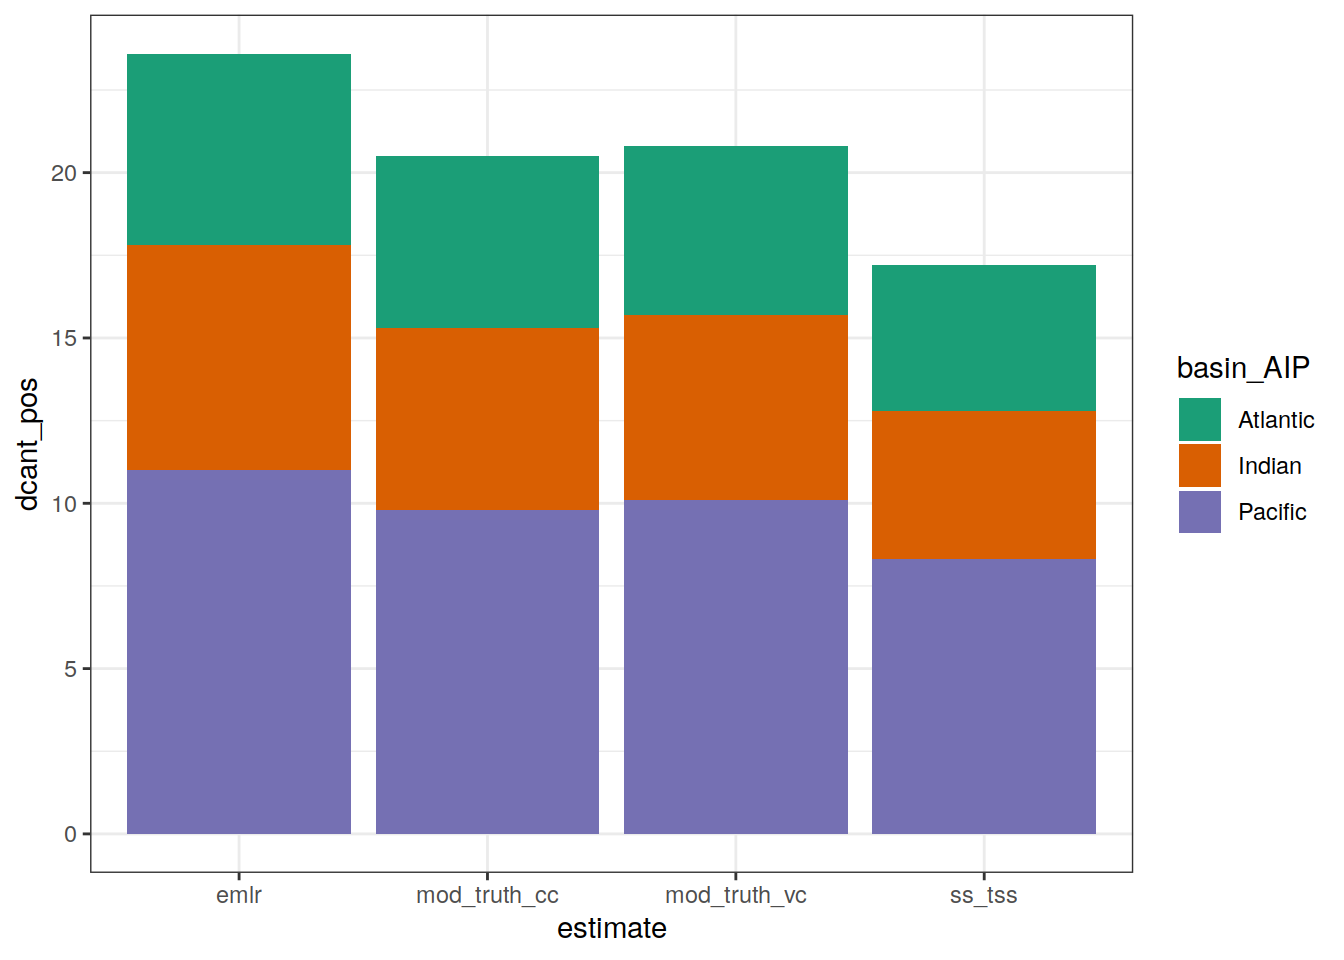 dcant_pos
20
15
10
5
0
emlr
mod_truth_cc
mod_truth_vc
ss_tss
estimate
basin_AIP
Atlantic
Indian
Pacific